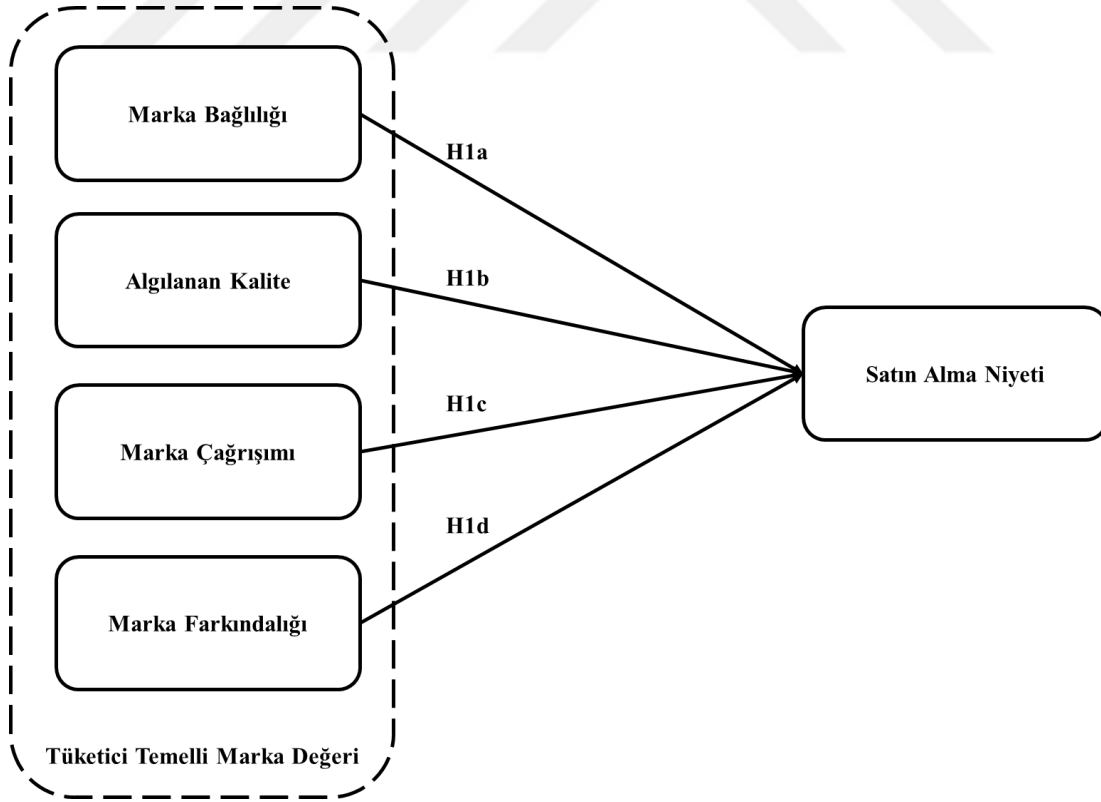 Marka Bağlılığı
H1a
Algılanan Kalite
H1b
Satın Alma Niyeti
H1c
Marka Çağrışımı
H1d
Marka Farkındalığı
Tüketici Temelli Marka Değeri